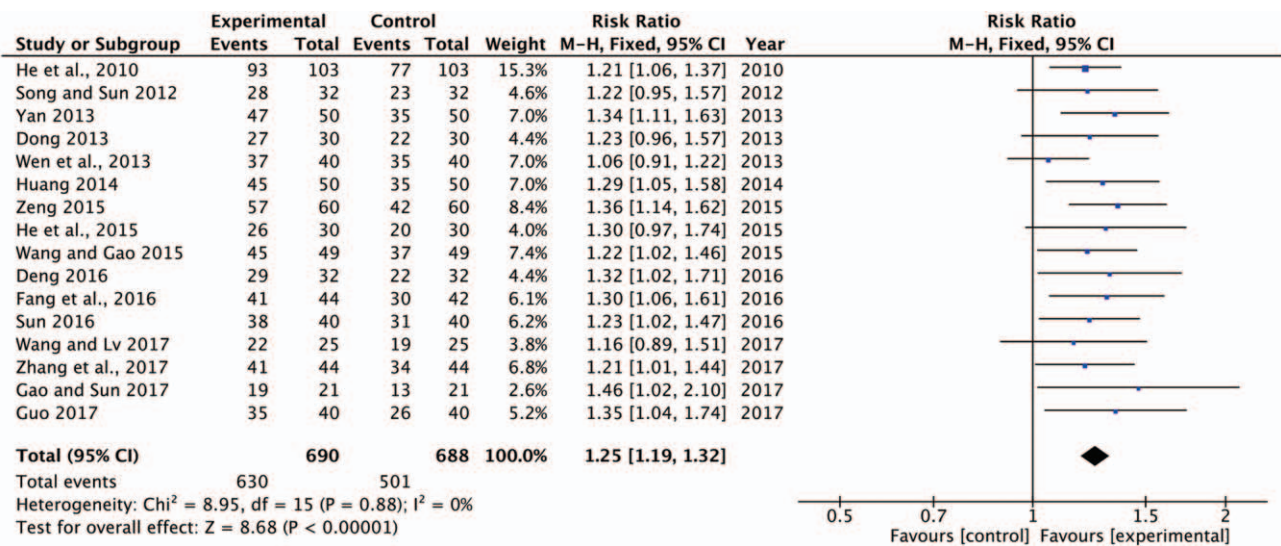 Experimental Control Risk Ratio Risk Ratio
Study or Subgroup Events Total Events Total Weight M-H, Fixed, 95% CI Year M-H, Fixed, 95% CI
He et al., 2010 93 103 77 103 15.3% 1.21 [1.06, 1.37] 2010
Song and Sun 2012 28 32 23 32 4.6% 1.22 [0.95, 1.57] 2012
Yan 2013 47 50 35 50 7.0% 1.34 [1.11, 1.63] 2013
Dong 2013 27 30 22 30 4.4% 1.23 [0.96, 1.57] 2013
Wen et al., 2013 37 40 35 40 7.0% 1.06 [0.91, 1.22] 2013
Huang 2014 45 50 35 50 7.0% 1.29 [1.05, 1.58] 2014
Zeng 2015 57 60 42 60 8.4% 1.36 [1.14, 1.62] 2015
He et al., 2015 26 30 20 30 4.0% 1.30 [0.97, 1.74] 2015
Wang and Gao 2015 45 49 37 49 7.4% 1.22 [1.02, 1.46] 2015
Deng 2016 29 32 22 32 4.4% 1.32 [1.02, 1.71] 2016
Fang et al., 2016 41 44 30 42 6.1% 1.30 [1.06, 1.61] 2016
Sun 2016 38 40 31 40 6.2% 1.23 [1.02, 1.47] 2016
Wang and Lv 2017 22 25 19 25 3.8% 1.16 [0.89, 1.51] 2017
Zhang et al., 2017 41 44 34 44 6.8% 1.21 [1.01, 1.44] 2017
Gao and Sun 2017 19 21 13 21 2.6% 1.46 [1.02, 2.10] 2017
Guo 2017 35 40 26 40 5.2% 1.35 [1.04, 1.74] 2017
Total (95% CI) 690 688 100.0% 1.25 [1.19, 1.32]
Total events 630 501
Heterogeneity: Chi² = 8.95, df = 15 (P = 0.88); I² = 0%
Test for overall effect: Z = 8.68 (P < 0.00001)
0.5 0.7 1 1.5 2
Favours [control] Favours [experimental]